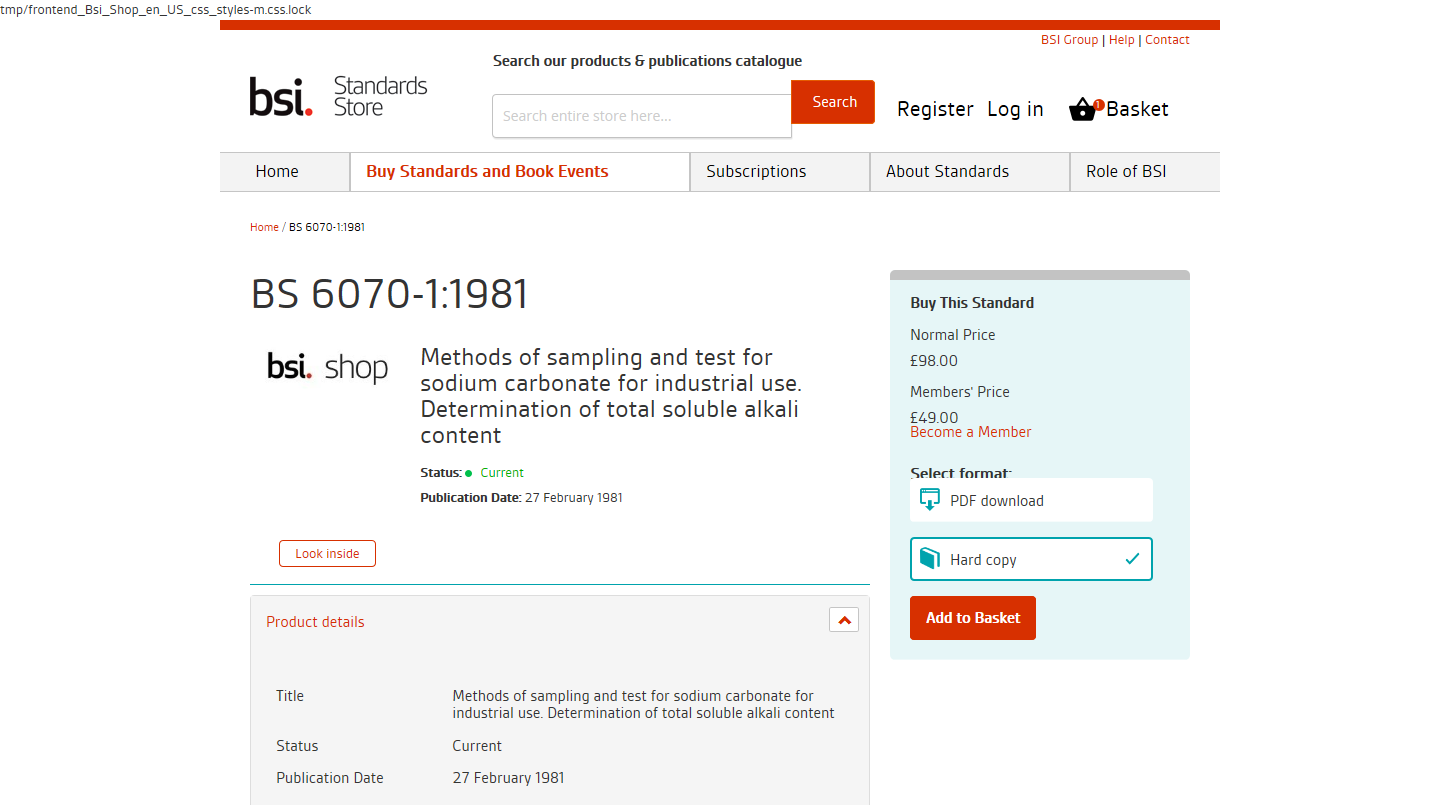 tmp/frontend_Bsi_Shop_en_US_css_styles-m.css.lock
BSI Group | Help | Contact
Search our products & publications catalogue
bsi. Standards Store
Search entire store here...
Search
Register Log in 1 Basket
Home Buy Standards and Book Events Subscriptions About Standards Role of BSI
Home / BS 6070-1:1981
BS 6070-1:1981
bsi. shop
Methods of sampling and test for
sodium carbonate for industrial use.
Determination of total soluble alkali
content
Status: Current
Publication Date: 27 February 1981
Look inside
Buy This Standard
Normal Price
£98.00
Members' Price
£49.00
Become a Member
Select format:
PDF download
Hard copy
Add to Basket
Product details
Title Methods of sampling and test for sodium carbonate for
industrial use. Determination of total soluble alkali content
Status Current
Publication Date 27 February 1981